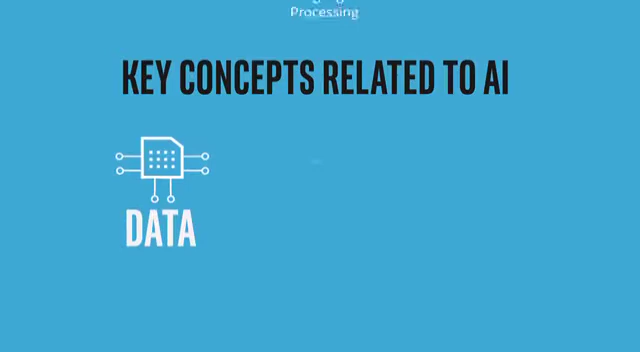 Processing
KEY CONCEPTS RELATED TO AI
DATA